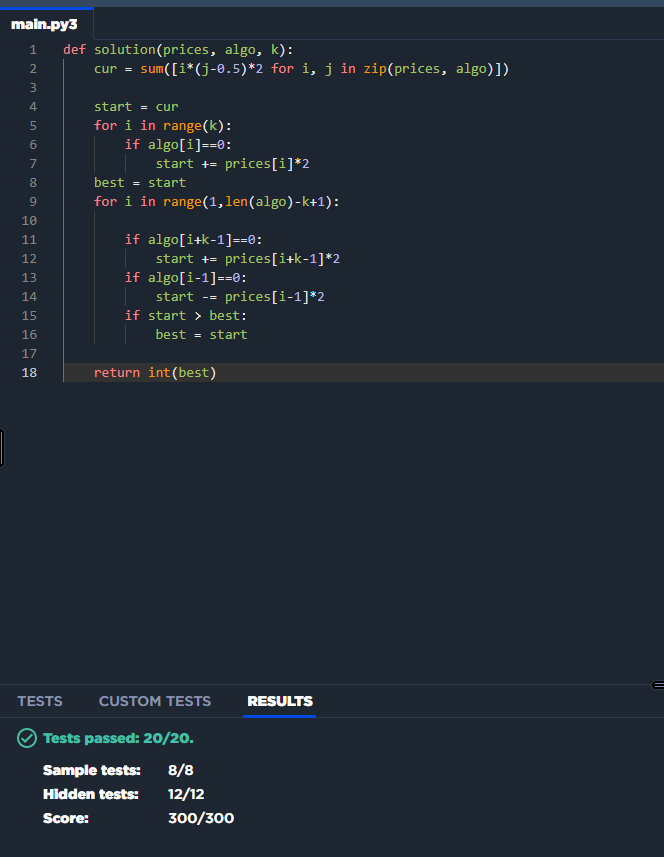 main.py3
1 def solution(prices, algo, k):
2     cur = sum([i*(j-0.5)*2 for i, j in zip(prices, algo)])
3
4     start = cur
5     for i in range(k):
6         if algo[i]==0:
7             start += prices[i]*2
8     best = start
9     for i in range(1,len(algo)-k+1):
10
11         if algo[i+k-1]==0:
12             start += prices[i+k-1]*2
13         if algo[i-1]==0:
14             start -= prices[i-1]*2
15         if start > best:
16             best = start
17
18     return int(best)
TESTS CUSTOM TESTS RESULTS
Tests passed: 20/20.
Sample tests: 8/8
Hidden tests: 12/12
Score: 300/300